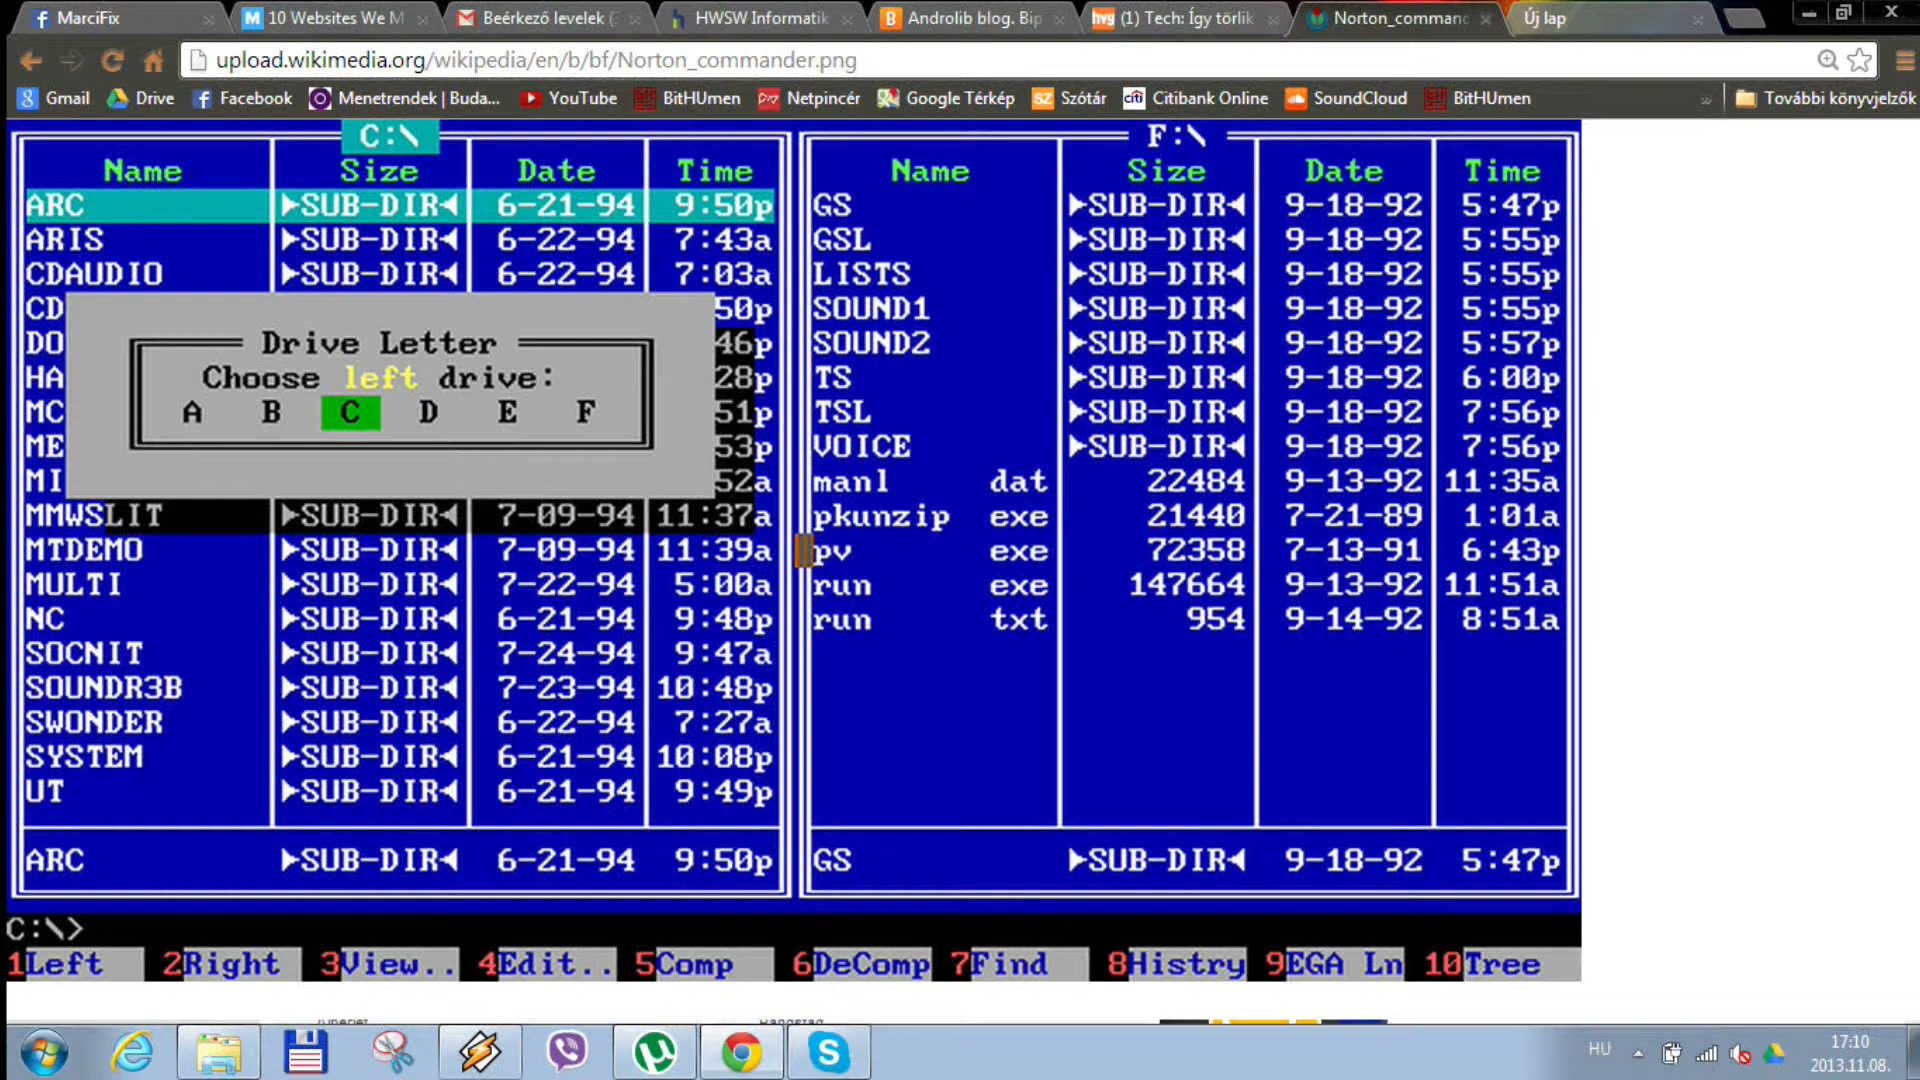 MarciFix
10 Websites We M
Beérkező levelek (
HWSW Informatik
Androlib blog. Bip
(1) Tech: Így törlik
Norton_comman
Új lap
upload.wikimedia.org/wikipedia/en/b/bf/Norton_commander.png
Gmail Drive Facebook Menetrendek | Buda... YouTube BitHUmen Netpincér Google Térkép Szótár Citibank Online SoundCloud BitHUmen » További könyvjelzők
C:\
Name Size Date Time
ARC ►SUB-DIR◄ 6-21-94 9:50p
ARIS ►SUB-DIR◄ 6-22-94 7:43a
CDAUDIO ►SUB-DIR◄ 6-22-94 7:03a
CD 50p
DO 46p
HA 28p
MC 51p
ME 53p
MI 52a
Drive Letter
Choose left drive:
A B C D E F
MMWSLIT ►SUB-DIR◄ 7-09-94 11:37a
MTDEMO ►SUB-DIR◄ 7-09-94 11:39a
MULTI ►SUB-DIR◄ 7-22-94 5:00a
NC ►SUB-DIR◄ 6-21-94 9:48p
SOCNIT ►SUB-DIR◄ 7-24-94 9:47a
SOUNDR3B ►SUB-DIR◄ 7-23-94 10:48p
SWONDER ►SUB-DIR◄ 6-22-94 7:27a
SYSTEM ►SUB-DIR◄ 6-21-94 10:08p
UT ►SUB-DIR◄ 6-21-94 9:49p
ARC ►SUB-DIR◄ 6-21-94 9:50p
F:\
Name Size Date Time
GS ►SUB-DIR◄ 9-18-92 5:47p
GSL ►SUB-DIR◄ 9-18-92 5:55p
LISTS ►SUB-DIR◄ 9-18-92 5:55p
SOUND1 ►SUB-DIR◄ 9-18-92 5:55p
SOUND2 ►SUB-DIR◄ 9-18-92 5:57p
TS ►SUB-DIR◄ 9-18-92 6:00p
TSL ►SUB-DIR◄ 9-18-92 7:56p
VOICE ►SUB-DIR◄ 9-18-92 7:56p
manl dat 22484 9-13-92 11:35a
pkunzip exe 21440 7-21-89 1:01a
pv exe 72358 7-13-91 6:43p
run exe 147664 9-13-92 11:51a
run txt 954 9-14-92 8:51a
GS ►SUB-DIR◄ 9-18-92 5:47p
C:\>
1Left 2Right 3View.. 4Edit.. 5Comp 6DeComp 7Find 8Histry 9EGA Ln 10Tree
HU
17:10
2013.11.08.